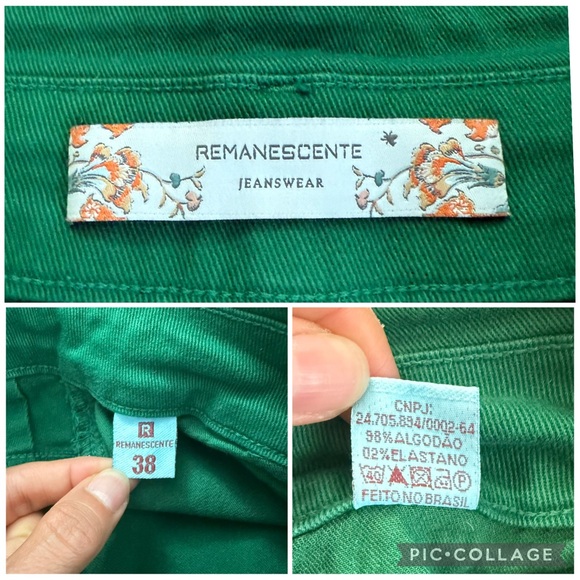 REMANESCENTE
JEANSWEAR
R
REMANESCENTE
38
CNPJ:
24.705.894/0002-64
98%ALGODÃO
02%ELASTANO
40 P
FEITO NO BRASIL
PIC•COLLAGE